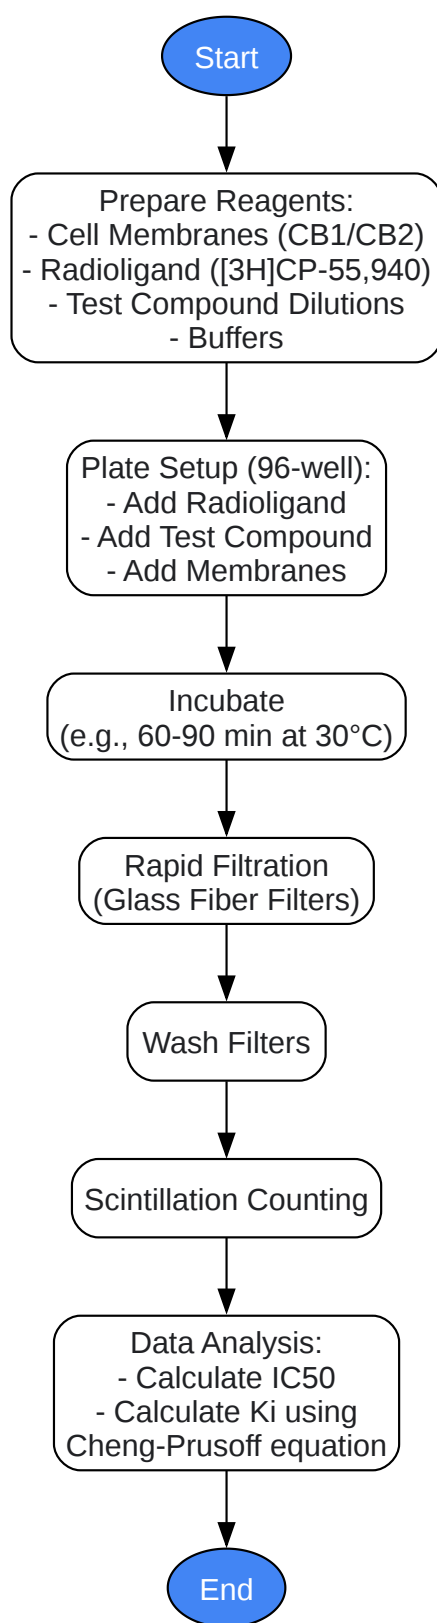 Start
Prepare Reagents:
- Cell Membranes (CB1/CB2)
- Radioligand ([3H]CP-55,940)
- Test Compound Dilutions
- Buffers
Plate Setup (96-well):
- Add Radioligand
- Add Test Compound
- Add Membranes
Incubate
(e.g., 60-90 min at 30°C)
Rapid Filtration
(Glass Fiber Filters)
Wash Filters
Scintillation Counting
Data Analysis:
- Calculate IC50
- Calculate Ki using
Cheng-Prusoff equation
End